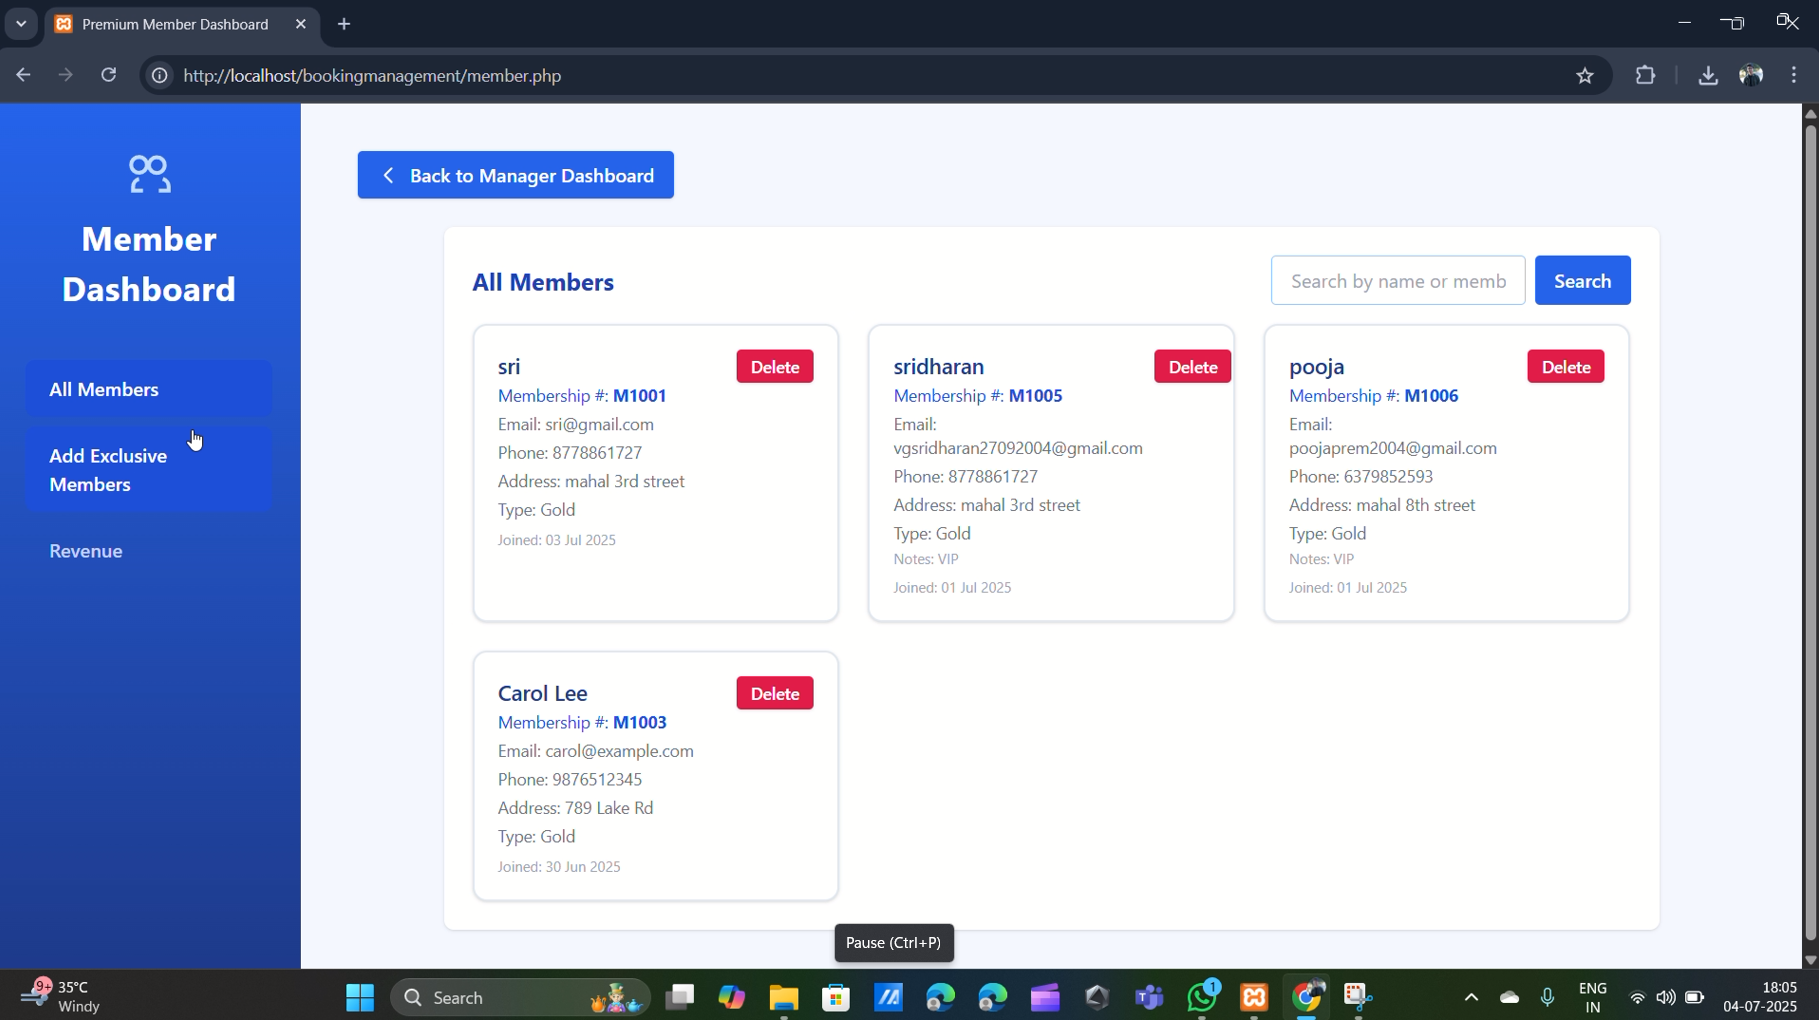 Premium Member Dashboard
http://localhost/bookingmanagement/member.php
Member
Dashboard
All Members
Add Exclusive
Members
Revenue
Back to Manager Dashboard
All Members
Search by name or memb
Search
sri
Delete
Membership #: M1001
Email: sri@gmail.com
Phone: 8778861727
Address: mahal 3rd street
Type: Gold
Joined: 03 Jul 2025
sridharan
Delete
Membership #: M1005
Email:
vgsridharan27092004@gmail.com
Phone: 8778861727
Address: mahal 3rd street
Type: Gold
Notes: VIP
Joined: 01 Jul 2025
pooja
Delete
Membership #: M1006
Email:
poojaprem2004@gmail.com
Phone: 6379852593
Address: mahal 8th street
Type: Gold
Notes: VIP
Joined: 01 Jul 2025
Carol Lee
Delete
Membership #: M1003
Email: carol@example.com
Phone: 9876512345
Address: 789 Lake Rd
Type: Gold
Joined: 30 Jun 2025
Pause (Ctrl+P)
9+
35°C
Windy
Search
1
ENG
IN
18:05
04-07-2025